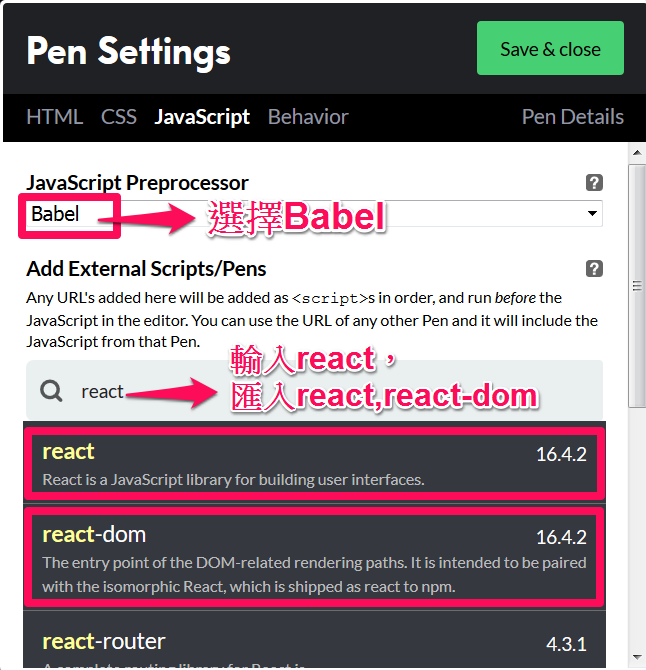 Pen Settings
Save & close
HTML CSS JavaScript Behavior Pen Details
JavaScript Preprocessor ?
Babel 選擇Babel
Add External Scripts/Pens ?
Any URL's added here will be added as <script>s in order, and run before the
JavaScript in the editor. You can use the URL of any other Pen and it will include the
JavaScript from that Pen.
輸入react，
react 匯入react,react-dom
react 16.4.2
React is a JavaScript library for building user interfaces.
react-dom 16.4.2
The entry point of the DOM-related rendering paths. It is intended to be paired
with the isomorphic React, which is shipped as react to npm.
react-router 4.3.1
A complete routing library for React is